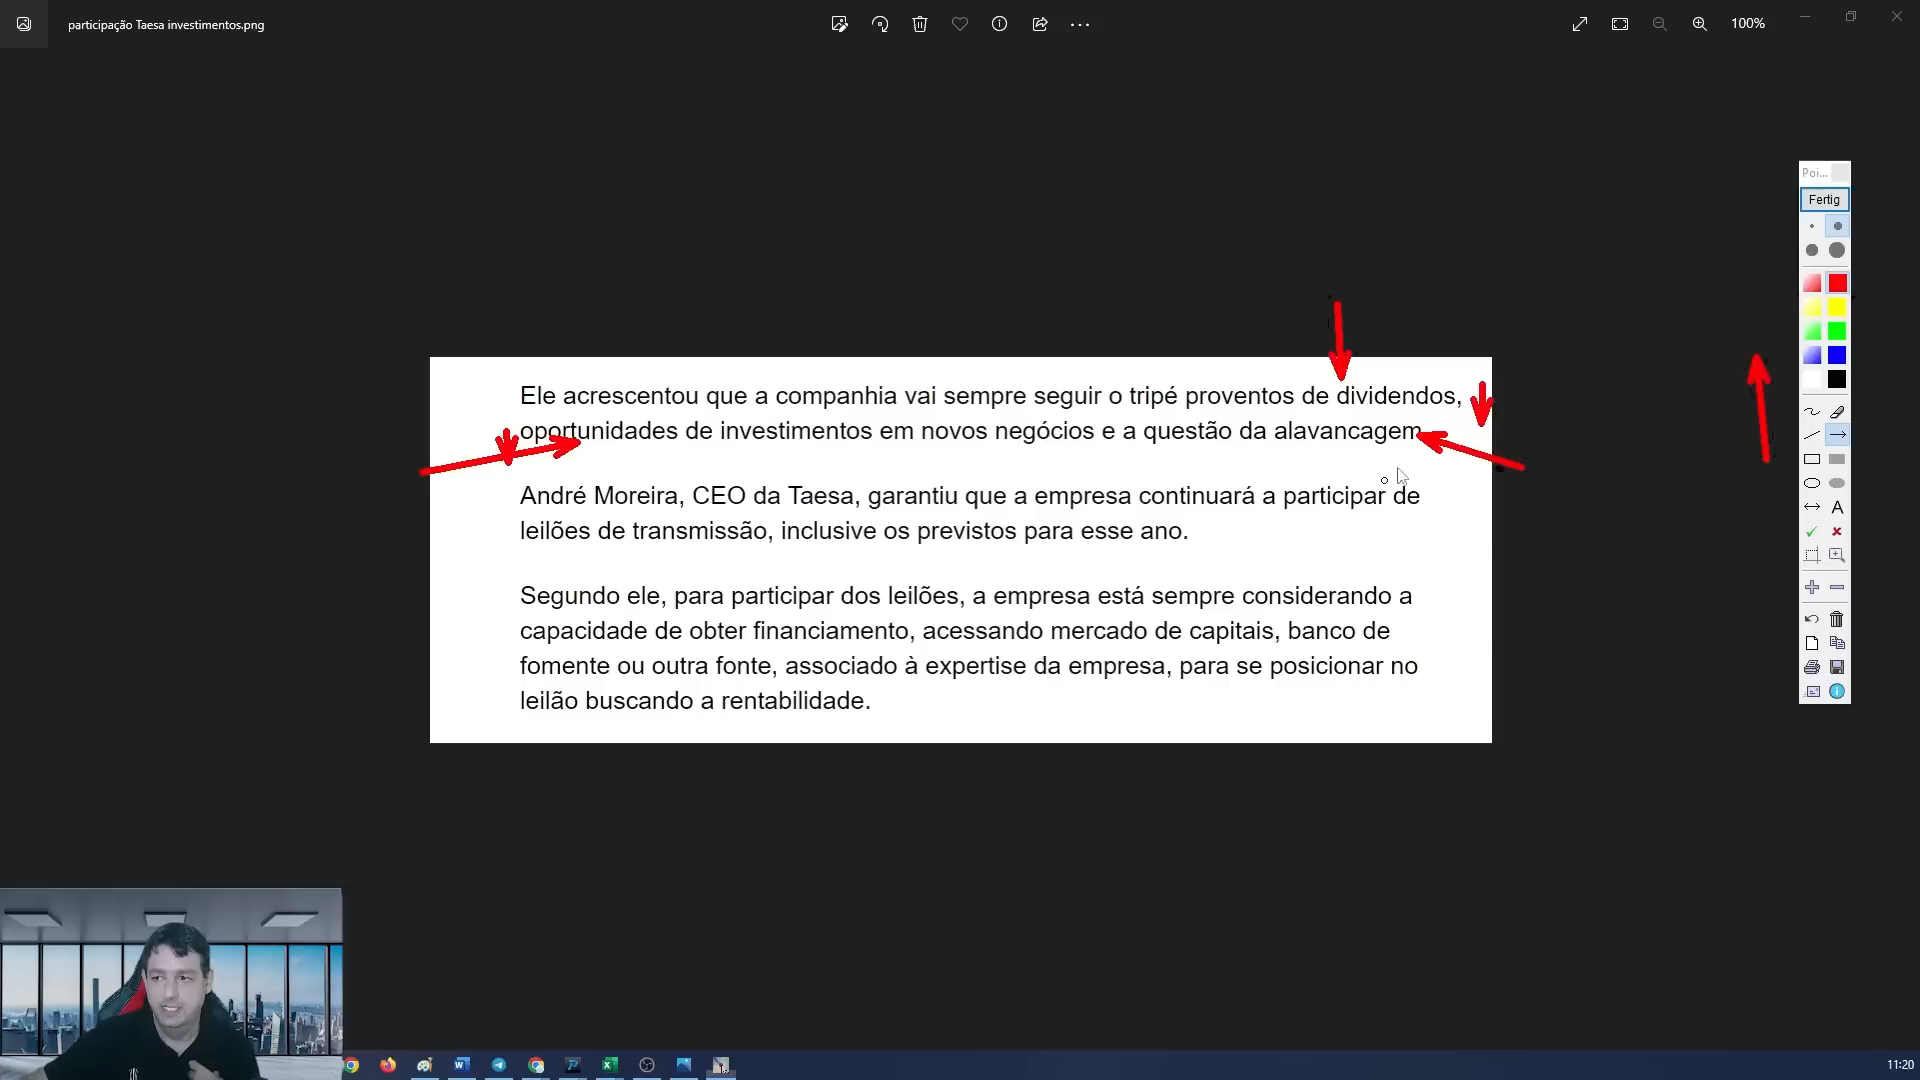 participação Taesa investimentos.png
100%
Poi...
Fertig
Ele acrescentou que a companhia vai sempre seguir o tripé proventos de dividendos,
oportunidades de investimentos em novos negócios e a questão da alavancagem
André Moreira, CEO da Taesa, garantiu que a empresa continuará a participar de
leilões de transmissão, inclusive os previstos para esse ano.
Segundo ele, para participar dos leilões, a empresa está sempre considerando a
capacidade de obter financiamento, acessando mercado de capitais, banco de
fomente ou outra fonte, associado à expertise da empresa, para se posicionar no
leilão buscando a rentabilidade.
11:20